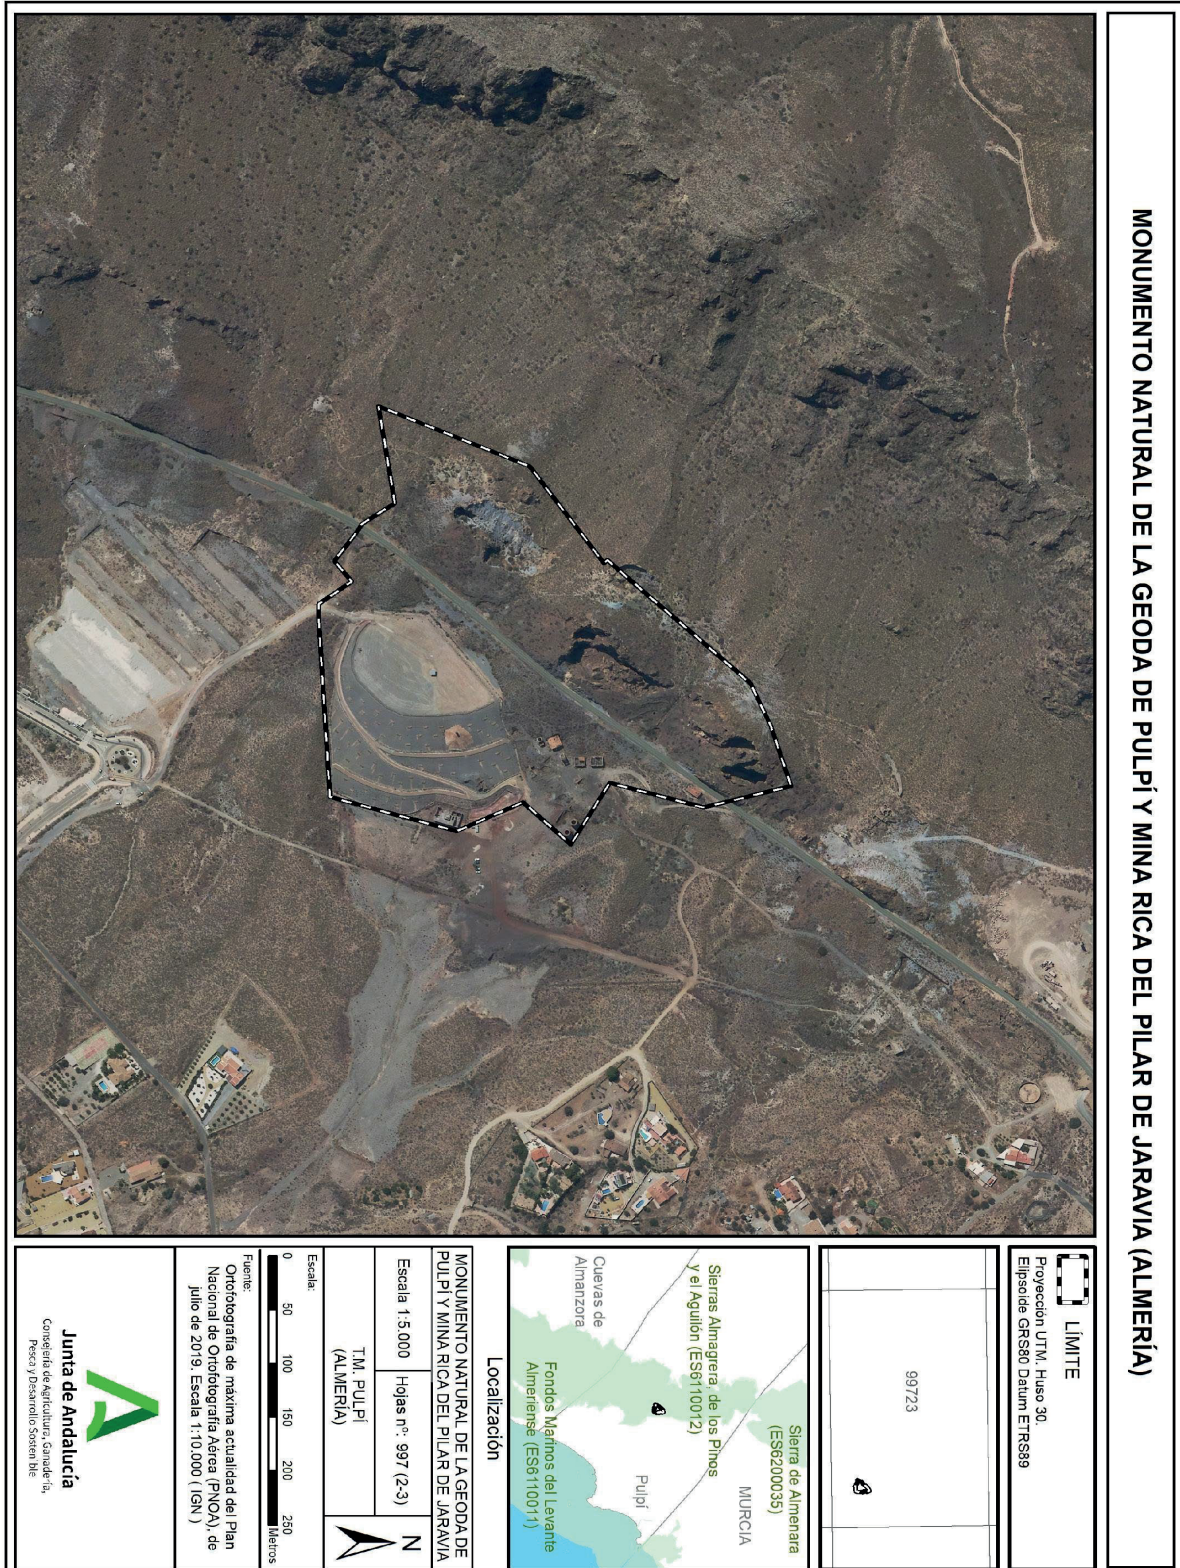 MONUMENTO NATURAL DE LA GEODA DE PULPÍ Y MINA RICA DEL PILAR DE JARAVIA (ALMERÍA)
LÍMITE
Proyección UTM. Huso 30.
Elipsoide GRS80 Datum ETRS89
99723
Sierra de Almenara
(ES6200035)
MURCIA
Sierras Almagrera, de los Pinos
y el Aguilón (ES6110012)
Pulpí
Cuevas de
Almanzora
Fondos Marinos del Levante
Almeriense (ES6110011)
Localización
MONUMENTO NATURAL DE LA GEODA DE
PULPÍ Y MINA RICA DEL PILAR DE JARAVIA
Escala 1:5.000
Hojas nº: 997 (2-3)
T.M. PULPÍ
(ALMERÍA)
N
Escala:
0 50 100 150 200 250
Metros
Fuente:
Ortofotografía de máxima actualidad del Plan
Nacional de Ortofotografía Aérea (PNOA), de
julio de 2019. Escala 1:10.000 ( IGN )
Junta de Andalucía
Consejería de Agricultura, Ganadería,
Pesca y Desarrollo Sostenible